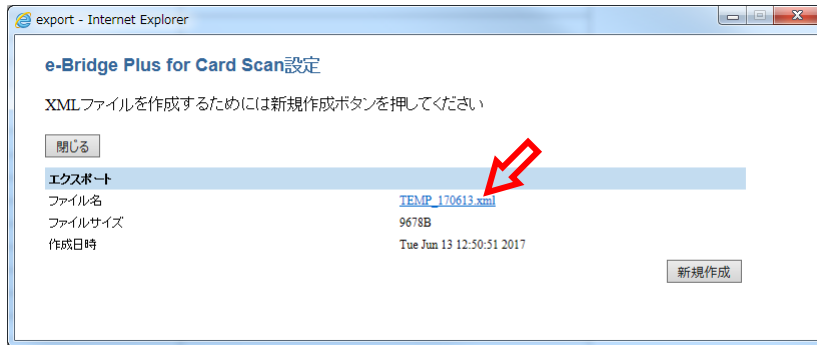 export - Internet Explorer
e-Bridge Plus for Card Scan設定
XMLファイルを作成するためには新規作成ボタンを押してください
閉じる
エクスポート
ファイル名 TEMP_170613.xml
ファイルサイズ 9678B
作成日時 Tue Jun 13 12:50:51 2017
新規作成